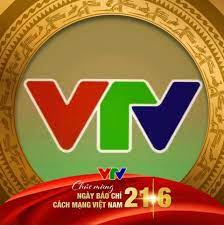 VTV
VTV
Chúc mừng
NGÀY BÁO CHÍ
CÁCH MẠNG VIỆT NAM
21-6